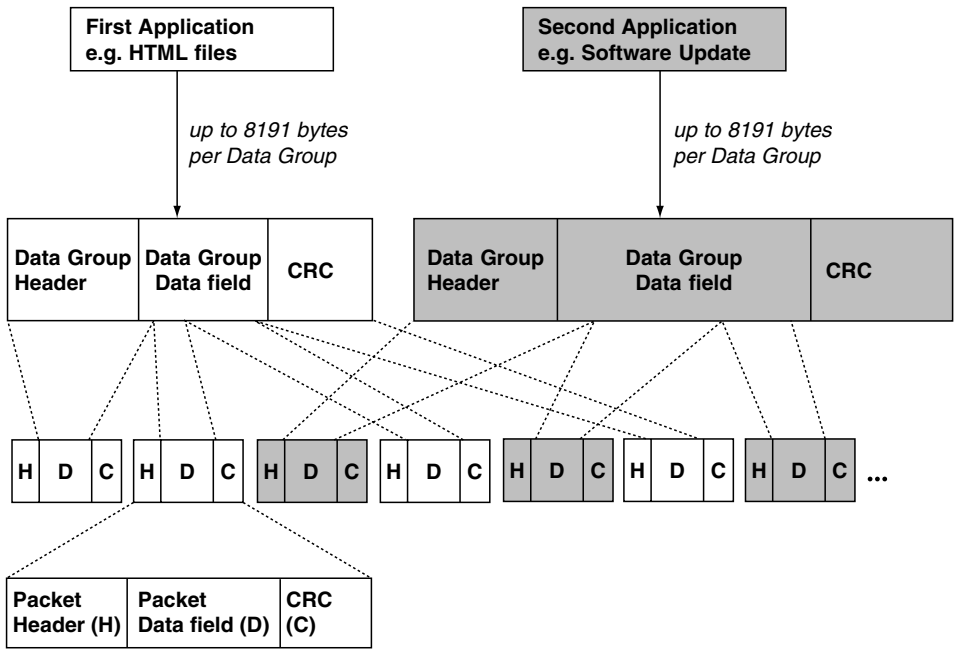 First Application
e.g. HTML files
Second Application
e.g. Software Update
up to 8191 bytes
per Data Group
up to 8191 bytes
per Data Group
Data Group
Header
Data Group
Data field
CRC
Data Group
Header
Data Group
Data field
CRC
H D C H D C H D C H D C H D C H D C H D C ...
Packet
Header (H)
Packet
Data field (D)
CRC
(C)